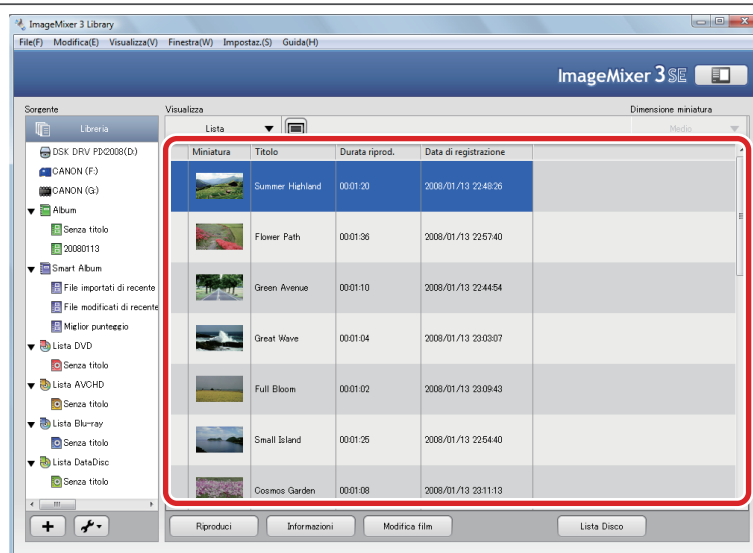 ImageMixer 3 Library
File(F) Modifica(E) Visualizza(V) Finestra(W) Impostaz.(S) Guida(H)
ImageMixer 3 SE
Sorgente Visualizza Dimensione miniatura
Libreria Lista Medio
DSK DRV PIX2008(D:)
CANON (F:)
CANON (G:)
Album
Senza titolo
20080113
Smart Album
File importati di recente
File modificati di recente
Miglior punteggio
Lista DVD
Senza titolo
Lista AVCHD
Senza titolo
Lista Blu-ray
Senza titolo
Lista DataDisc
Senza titolo
Miniatura Titolo Durata riprod. Data di registrazione
Summer Highland 00:01:20 2008/01/13 22:48:26
Flower Path 00:01:36 2008/01/13 22:57:40
Green Avenue 00:01:10 2008/01/13 22:44:54
Great Wave 00:01:04 2008/01/13 23:03:07
Full Bloom 00:01:02 2008/01/13 23:09:43
Small Island 00:01:25 2008/01/13 22:54:40
Cosmos Garden 00:01:08 2008/01/13 23:11:13
Riproduci Informazioni Modifica film Lista Disco